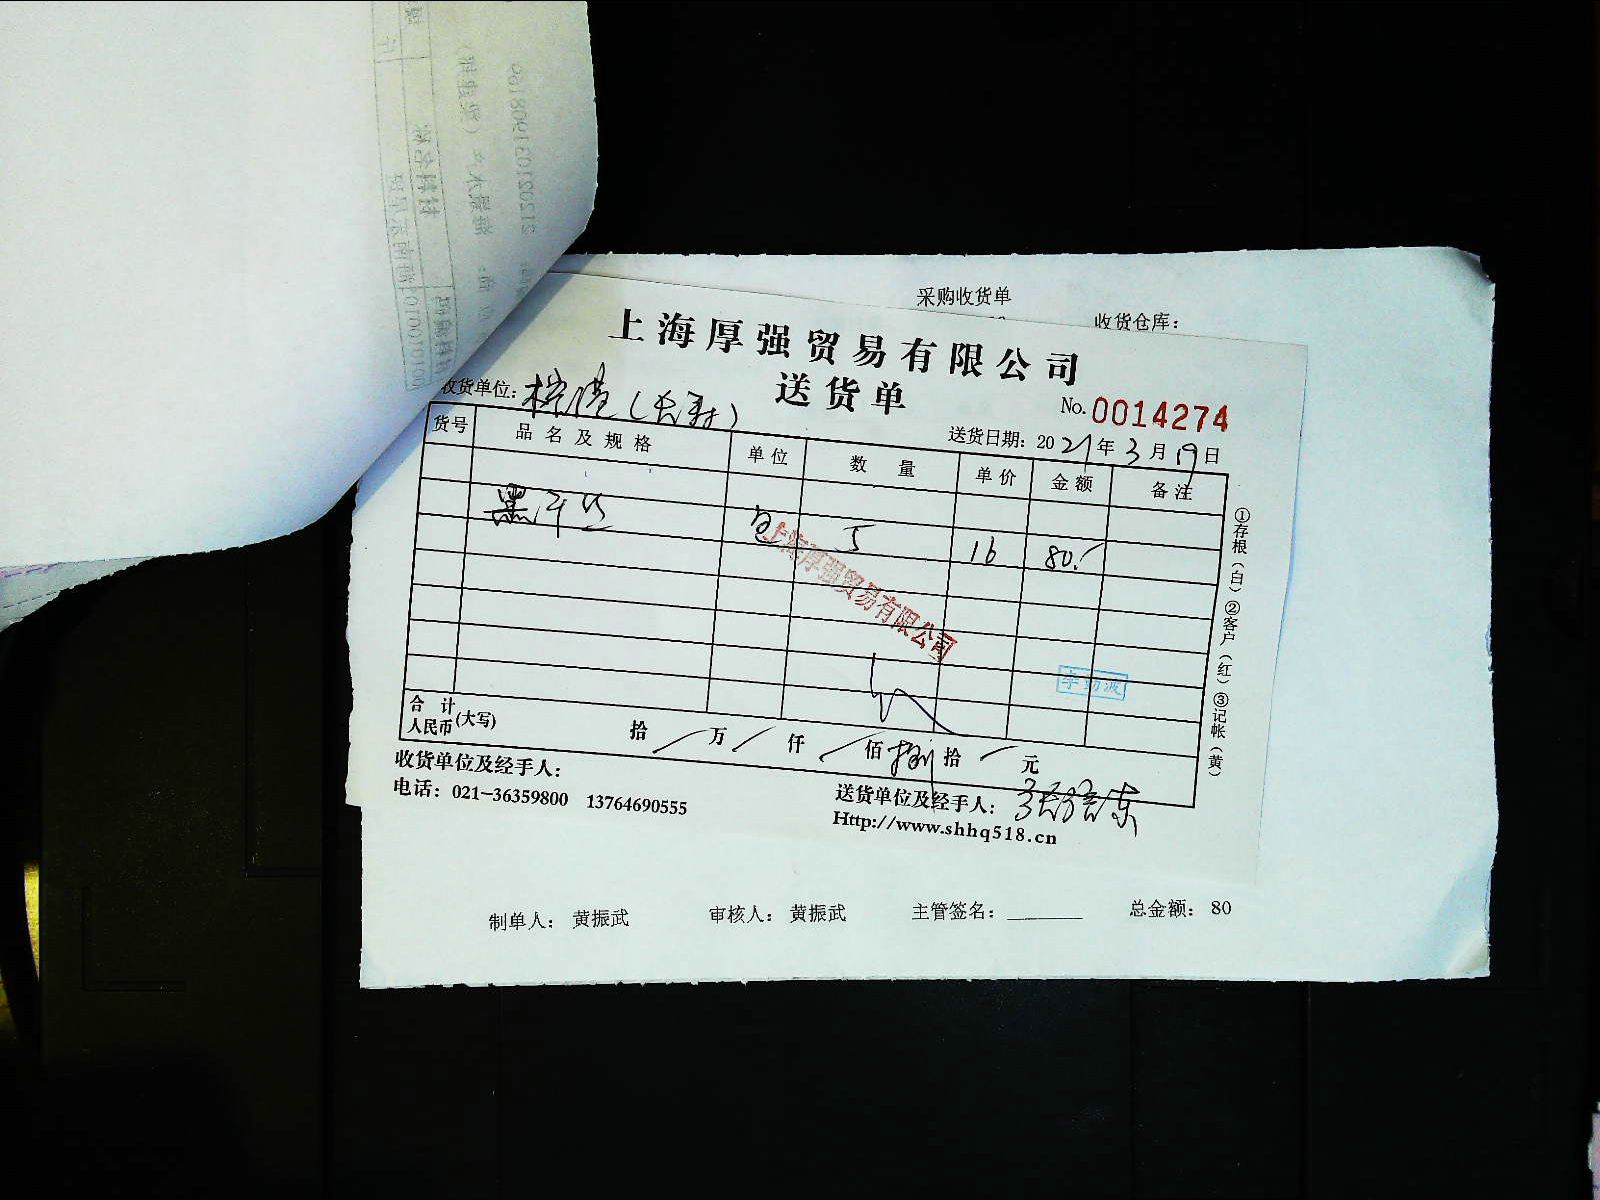 采购收货单
收货仓库：
上海厚强贸易有限公司
送货单
收货单位：
No. 0014274
送货日期：2021年3月19日
货号 品名及规格 单位 数量 单价 金额 备注
黑 包 5 16 80.
上海厚强贸易有限公司
合计
人民币(大写) 拾 万 仟 佰 捌 拾 元
收货单位及经手人：
送货单位及经手人：
电话：021-36359800 13764690555
Http://www.shhq518.cn
①存根（白）②客户（红）③记帐（黄）
制单人： 黄振武 审核人： 黄振武 主管签名： 总金额： 80